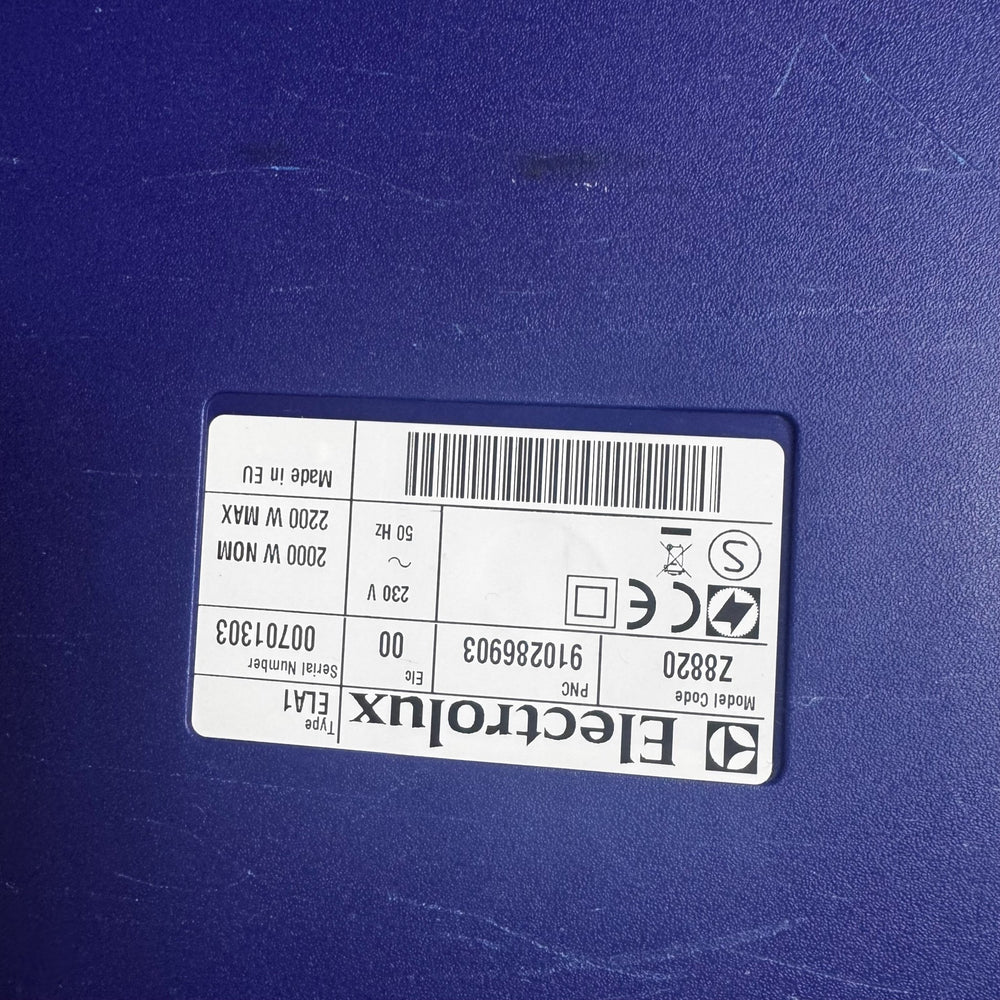 Electrolux
Type
ELA1
Model Code
Z8820
PNC
910286903
Elc
00
Serial Number
00701303
CE
S
230 V
~
50 Hz
2000 W NOM
2200 W MAX
Made in EU